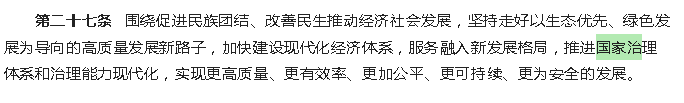 第二十七条 围绕促进民族团结、改善民生推动经济社会发展，坚持走好以生态优先、绿色发
展为导向的高质量发展新路子，加快建设现代化经济体系，服务融入新发展格局，推进国家治理
体系和治理能力现代化，实现更高质量、更有效率、更加公平、更可持续、更为安全的发展。